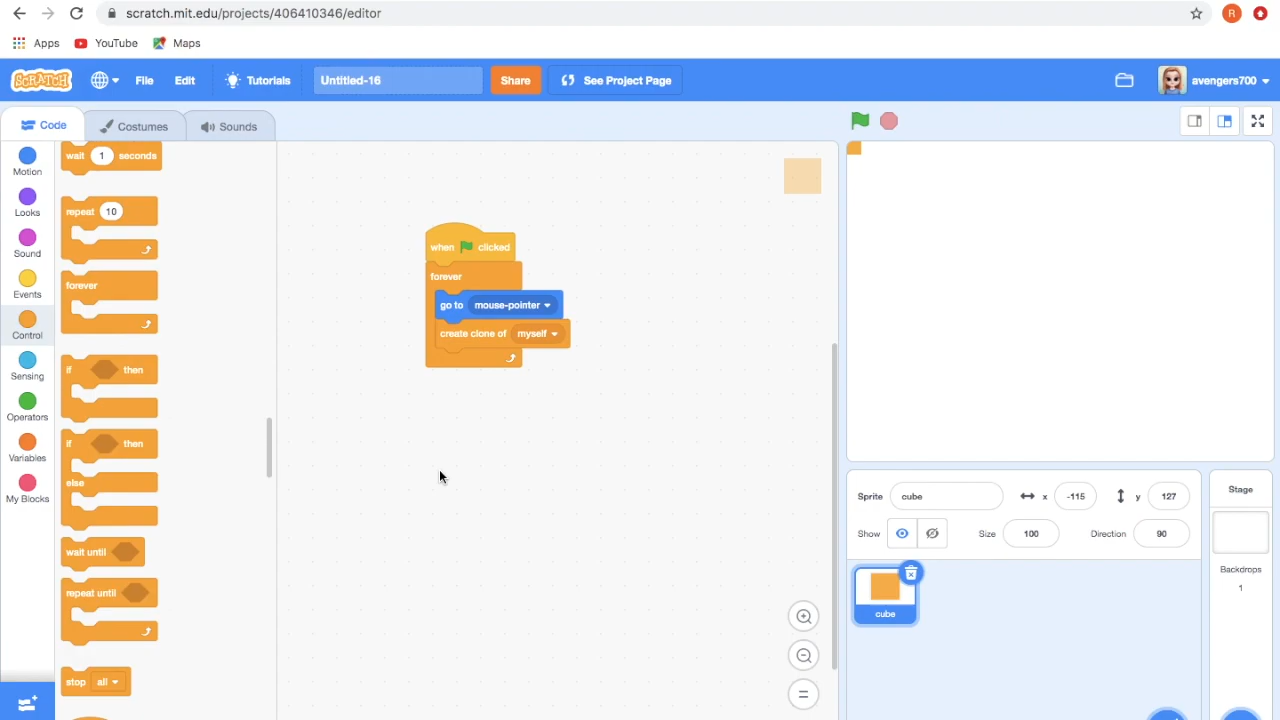 scratch.mit.edu/projects/406410346/editor
R
Apps YouTube Maps
SCRATCH File Edit Tutorials Untitled-16 Share See Project Page avengers700
Code Costumes Sounds
Motion
Looks
Sound
Events
Control
Sensing
Operators
Variables
My Blocks
wait 1 seconds
repeat 10
forever
if then
if then
else
wait until
repeat until
stop all
when clicked
forever
go to mouse-pointer
create clone of myself
Sprite cube x -115 y 127
Show Size 100 Direction 90
cube
Stage
Backdrops
1